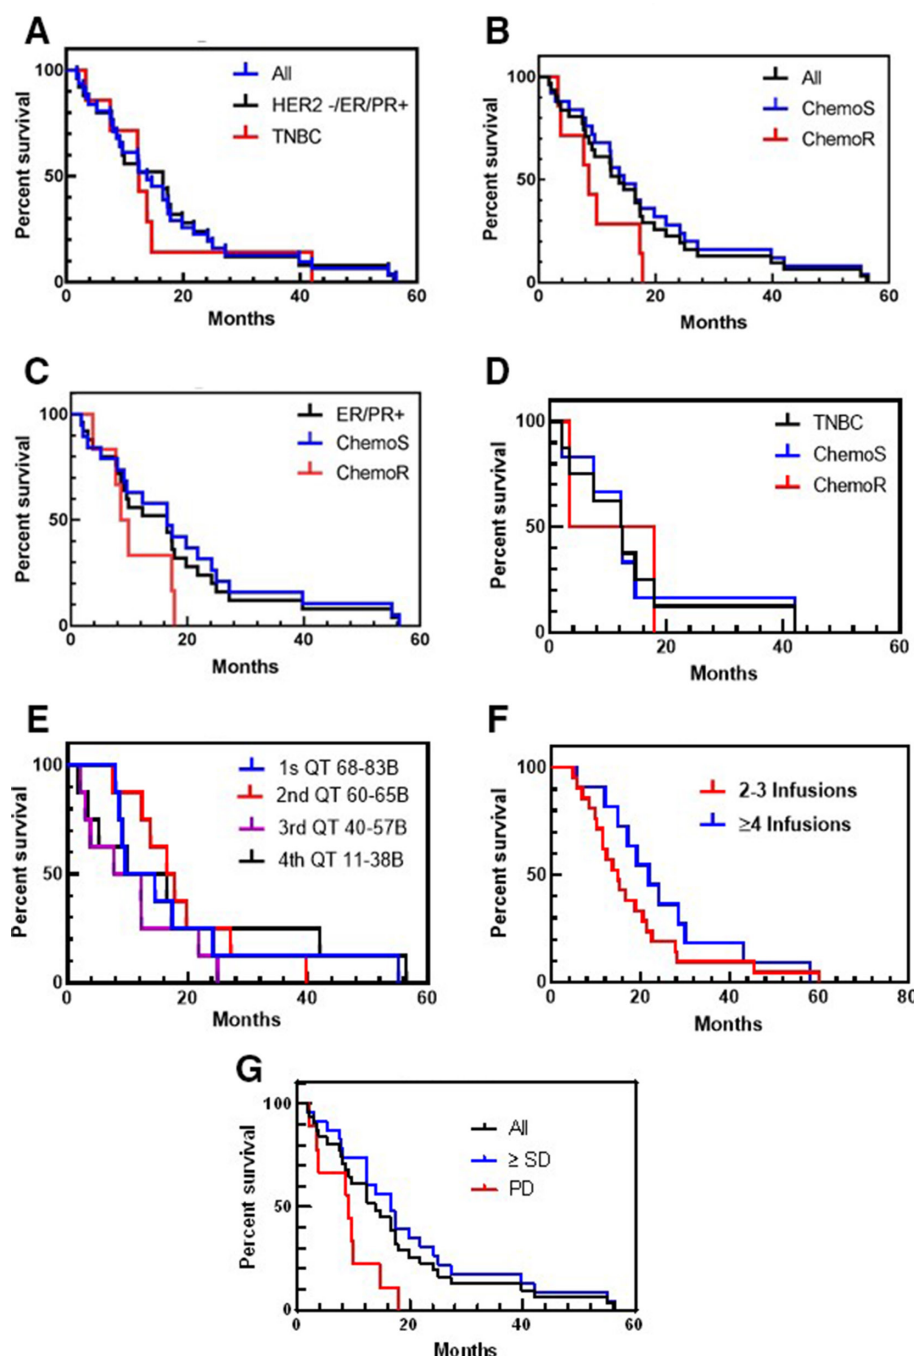 A
100
50
0
0
20
40
60
Percent survival
Months
All
HER2 -/ER/PR+
TNBC
B
100
50
0
0
20
40
60
Percent survival
Months
All
ChemoS
ChemoR
C
100
50
0
0
20
40
60
Percent survival
Months
ER/PR+
ChemoS
ChemoR
D
100
50
0
0
20
40
60
Percent survival
Months
TNBC
ChemoS
ChemoR
E
100
50
0
0
20
40
60
Percent survival
Months
1s QT 68-83B
2nd QT 60-65B
3rd QT 40-57B
4th QT 11-38B
F
100
50
0
0
20
40
60
80
Percent survival
Months
2-3 Infusions
≥4 Infusions
G
100
50
0
0
20
40
60
Percent survival
Months
All
≥ SD
PD